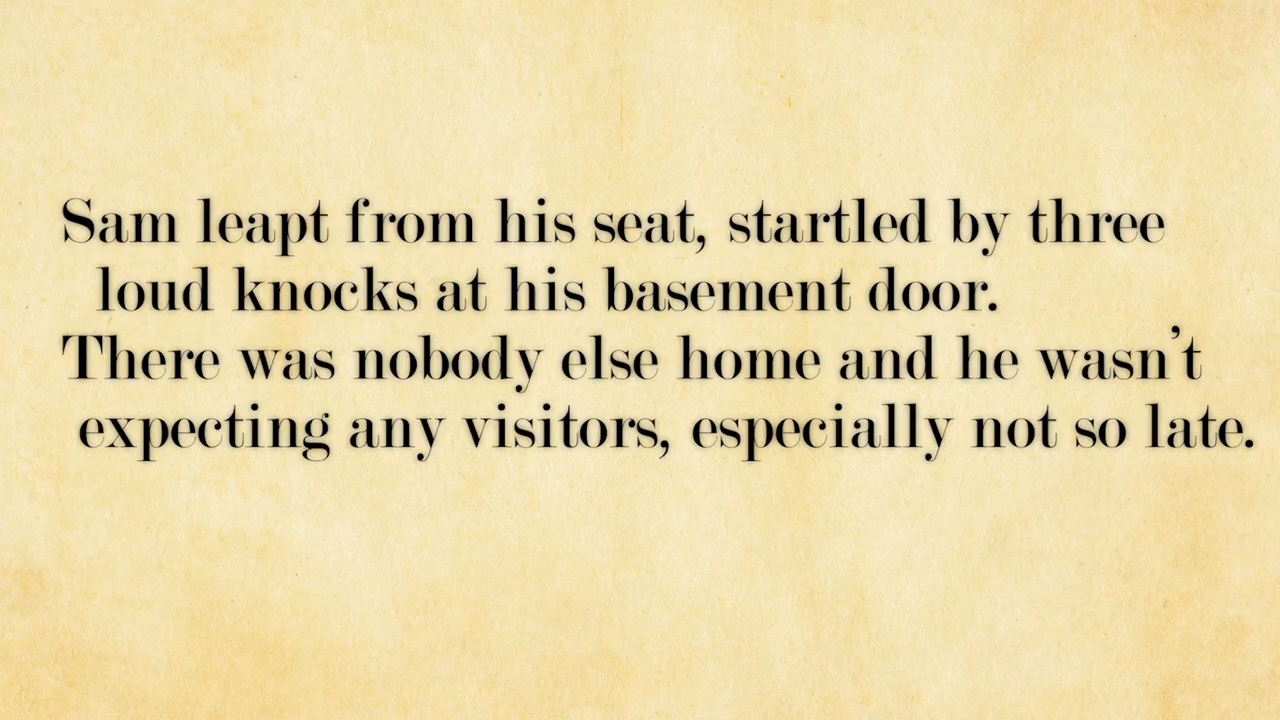 Sam leapt from his seat, startled by three
loud knocks at his basement door.
There was nobody else home and he wasn't
expecting any visitors, especially not so late.